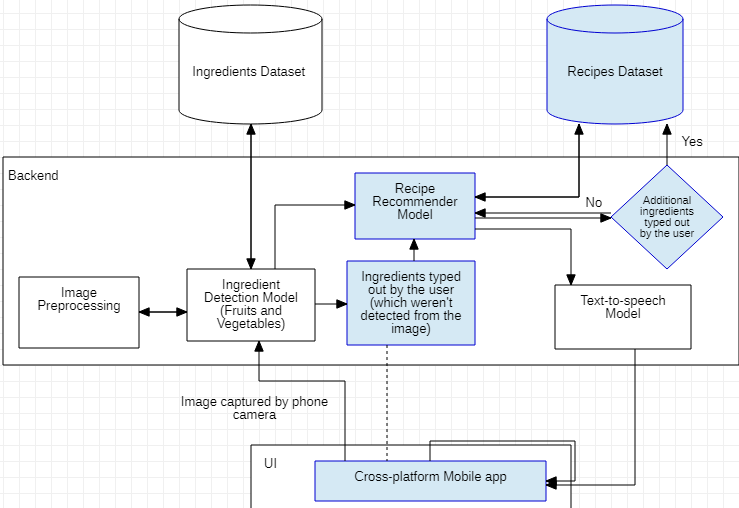 Ingredients Dataset
Recipes Dataset
Yes
Backend
Recipe
Recommender
Model
No
Additional
ingredients
typed out
by the user
Image
Preprocessing
Ingredient
Detection Model
(Fruits and
Vegetables)
Ingredients typed
out by the user
(which weren't
detected from the
image)
Text-to-speech
Model
Image captured by phone
camera
UI
Cross-platform Mobile app